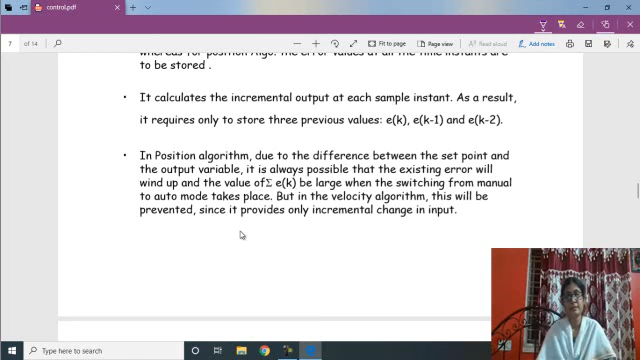 control.pdf
7 of 14
Fit to page
Page view
Read aloud
Add notes
whereas for position Algo. The error values at all the time instants are
to be stored .
• It calculates the incremental output at each sample instant. As a result,
it requires only to store three previous values: e(K), e(K-1) and e(K-2).
• In Position algorithm, due to the difference between the set point and
the output variable, it is always possible that the existing error will
wind up and the value of Σ e(K) be large when the switching from manual
to auto mode takes place. But in the velocity algorithm, this will be
prevented, since it provides only incremental change in input.